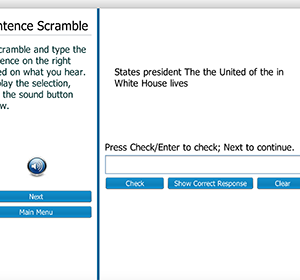 ntence Scramble
cramble and type the
ence on the right
ed on what you hear.
play the selection,
the sound button
w.
Next
Main Menu
States president The the United of the in
White House lives
Press Check/Enter to check; Next to continue.
Check Show Correct Response Clear